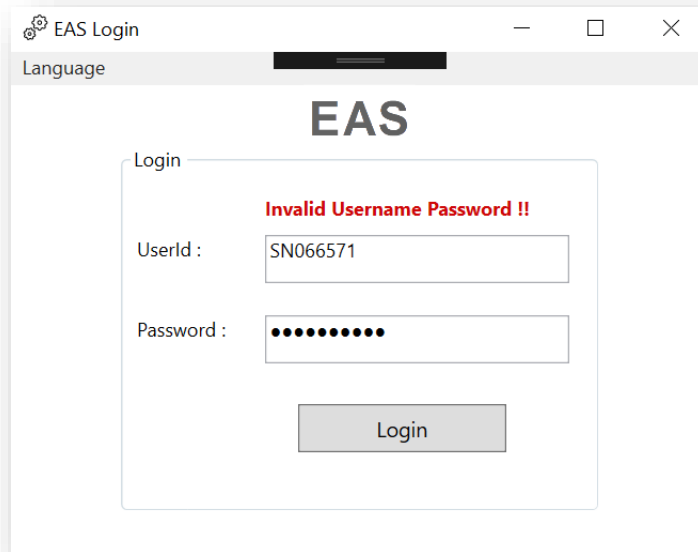 EAS Login
Language
EAS
Login
Invalid Username Password !!
UserId :
SN066571
Password :
●●●●●●●●●●
Login